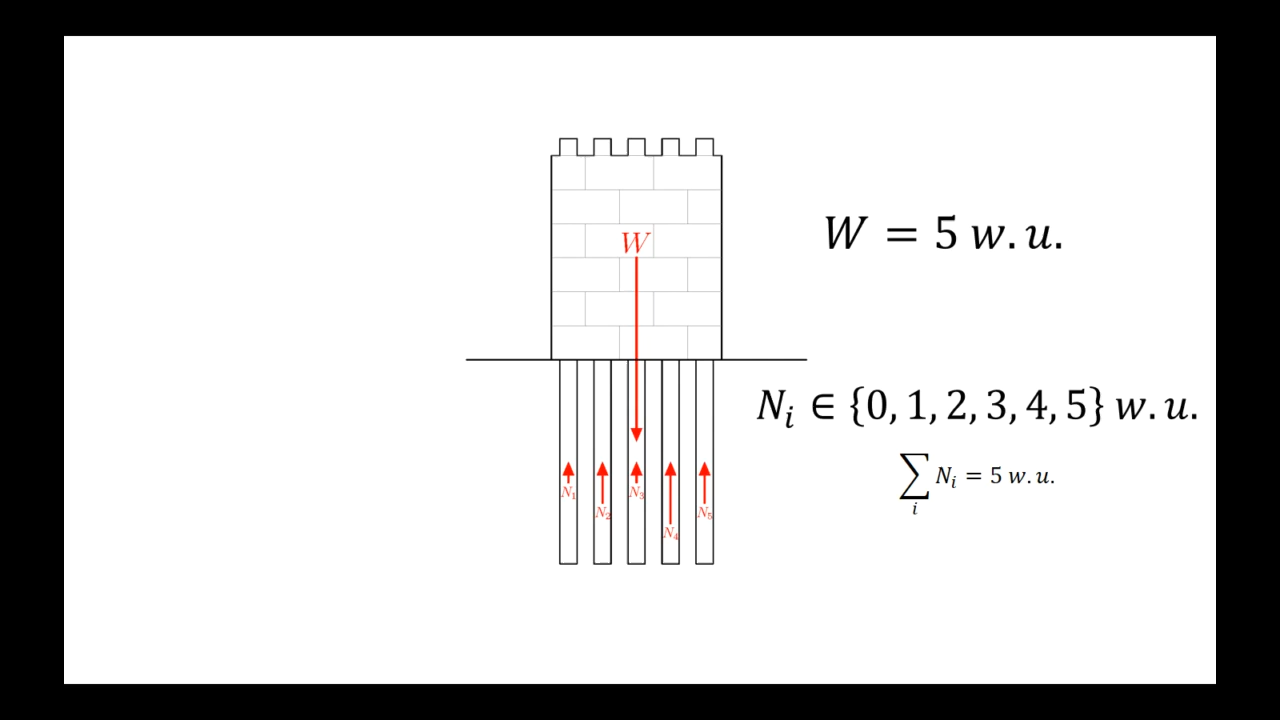 W
W = 5 w.u.
Nᵢ ∈ {0, 1, 2, 3, 4, 5} w.u.
∑ᵢ Nᵢ = 5 w.u.
N₁ N₂ N₃ N₄ N₅